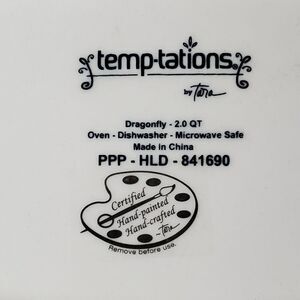 temp-tations
by Tara
Dragonfly - 2.0 QT
Oven - Dishwasher - Microwave Safe
Made in China
PPP - HLD - 841690
Certified
Hand-painted
Hand-crafted
~Tara
Remove before use.